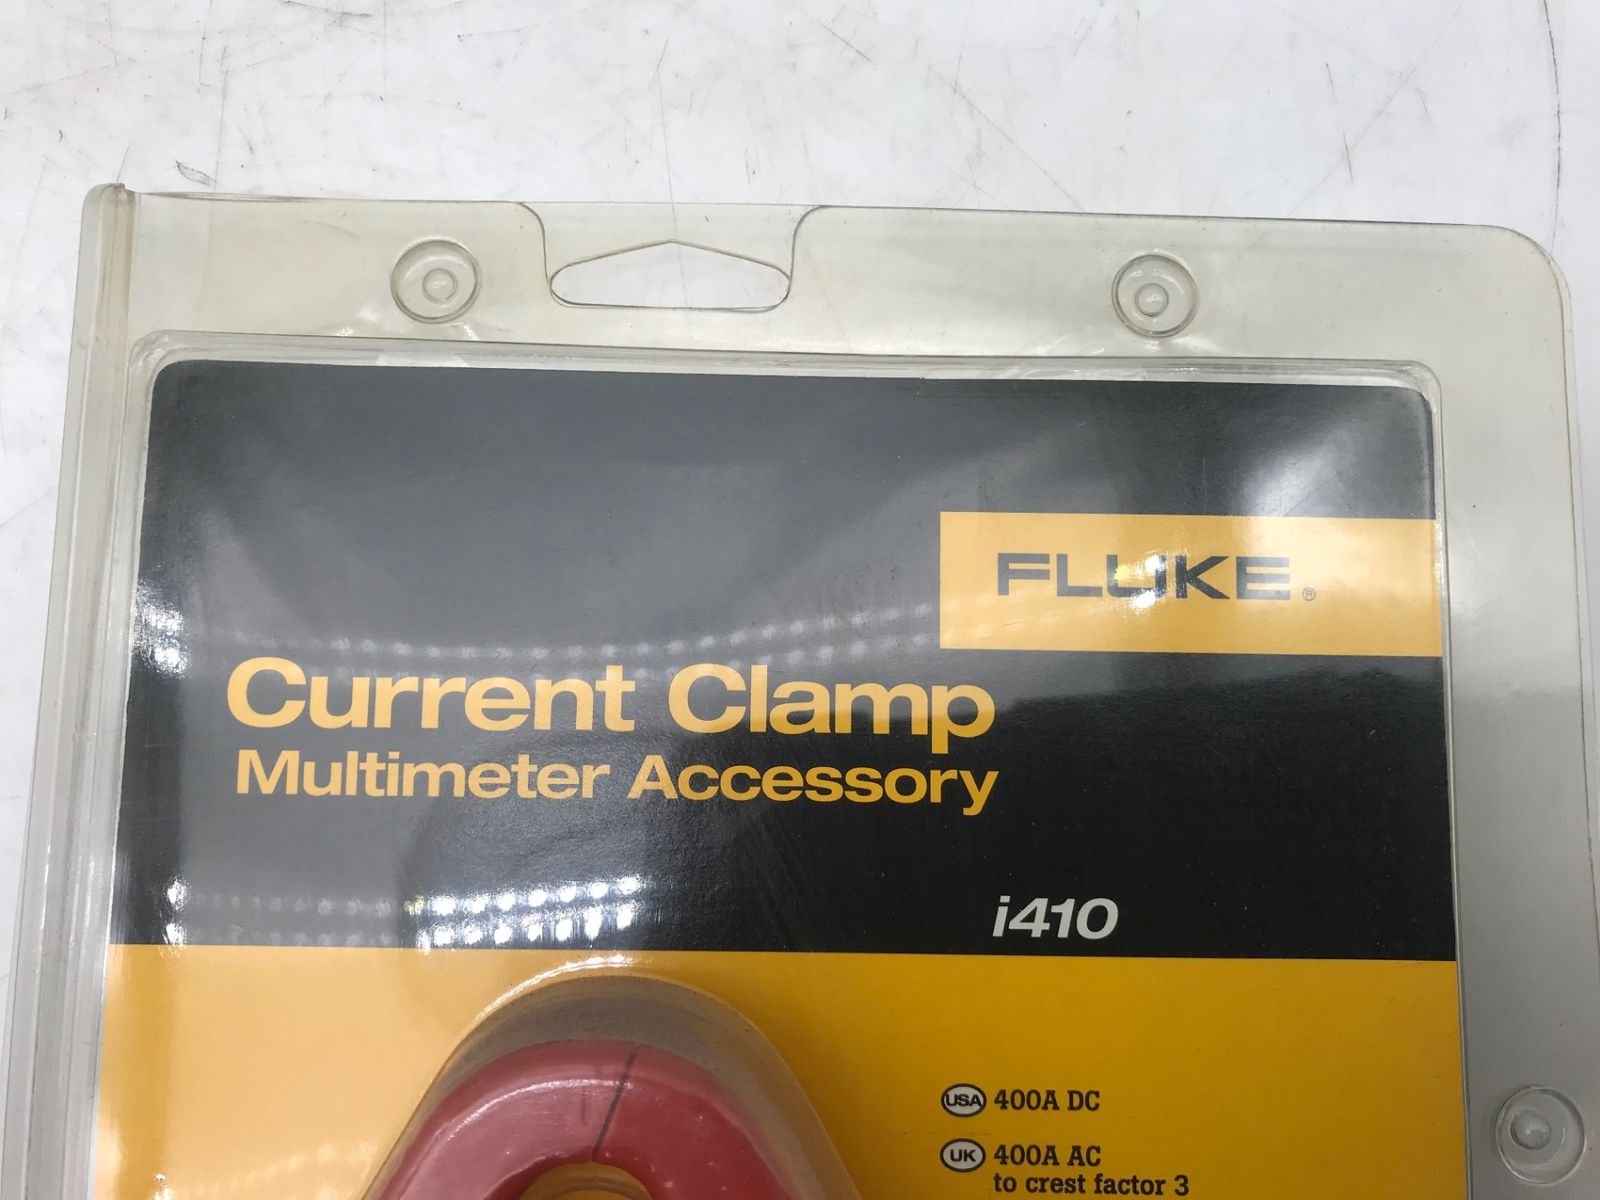 FLUKE®
Current Clamp
Multimeter Accessory
i410
USA 400A DC
UK 400A AC
to crest factor 3